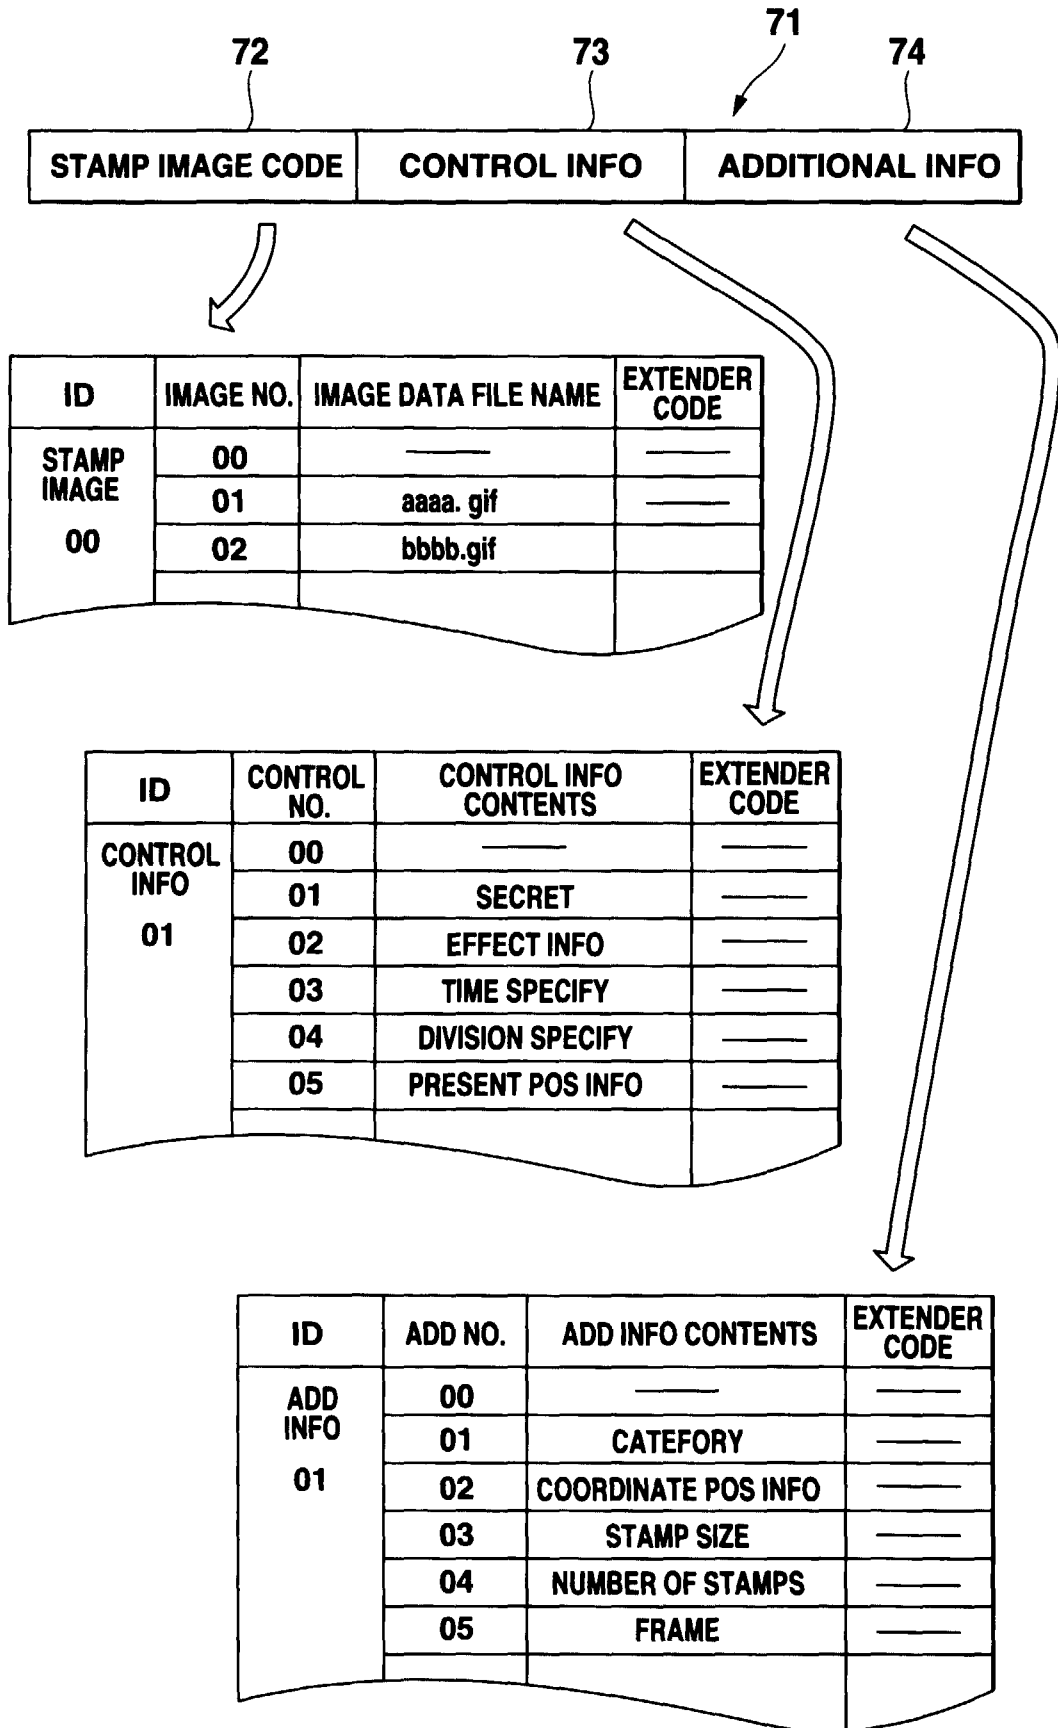 71
72 73 74
STAMP IMAGE CODE CONTROL INFO ADDITIONAL INFO
ID IMAGE NO. IMAGE DATA FILE NAME EXTENDER CODE
STAMP IMAGE 00
00 —— ——
01 aaaa. gif ——
02 bbbb.gif
ID CONTROL NO. CONTROL INFO CONTENTS EXTENDER CODE
CONTROL INFO 01
00 —— ——
01 SECRET ——
02 EFFECT INFO ——
03 TIME SPECIFY ——
04 DIVISION SPECIFY ——
05 PRESENT POS INFO ——
ID ADD NO. ADD INFO CONTENTS EXTENDER CODE
ADD INFO 01
00 —— ——
01 CATEFORY ——
02 COORDINATE POS INFO ——
03 STAMP SIZE ——
04 NUMBER OF STAMPS ——
05 FRAME ——